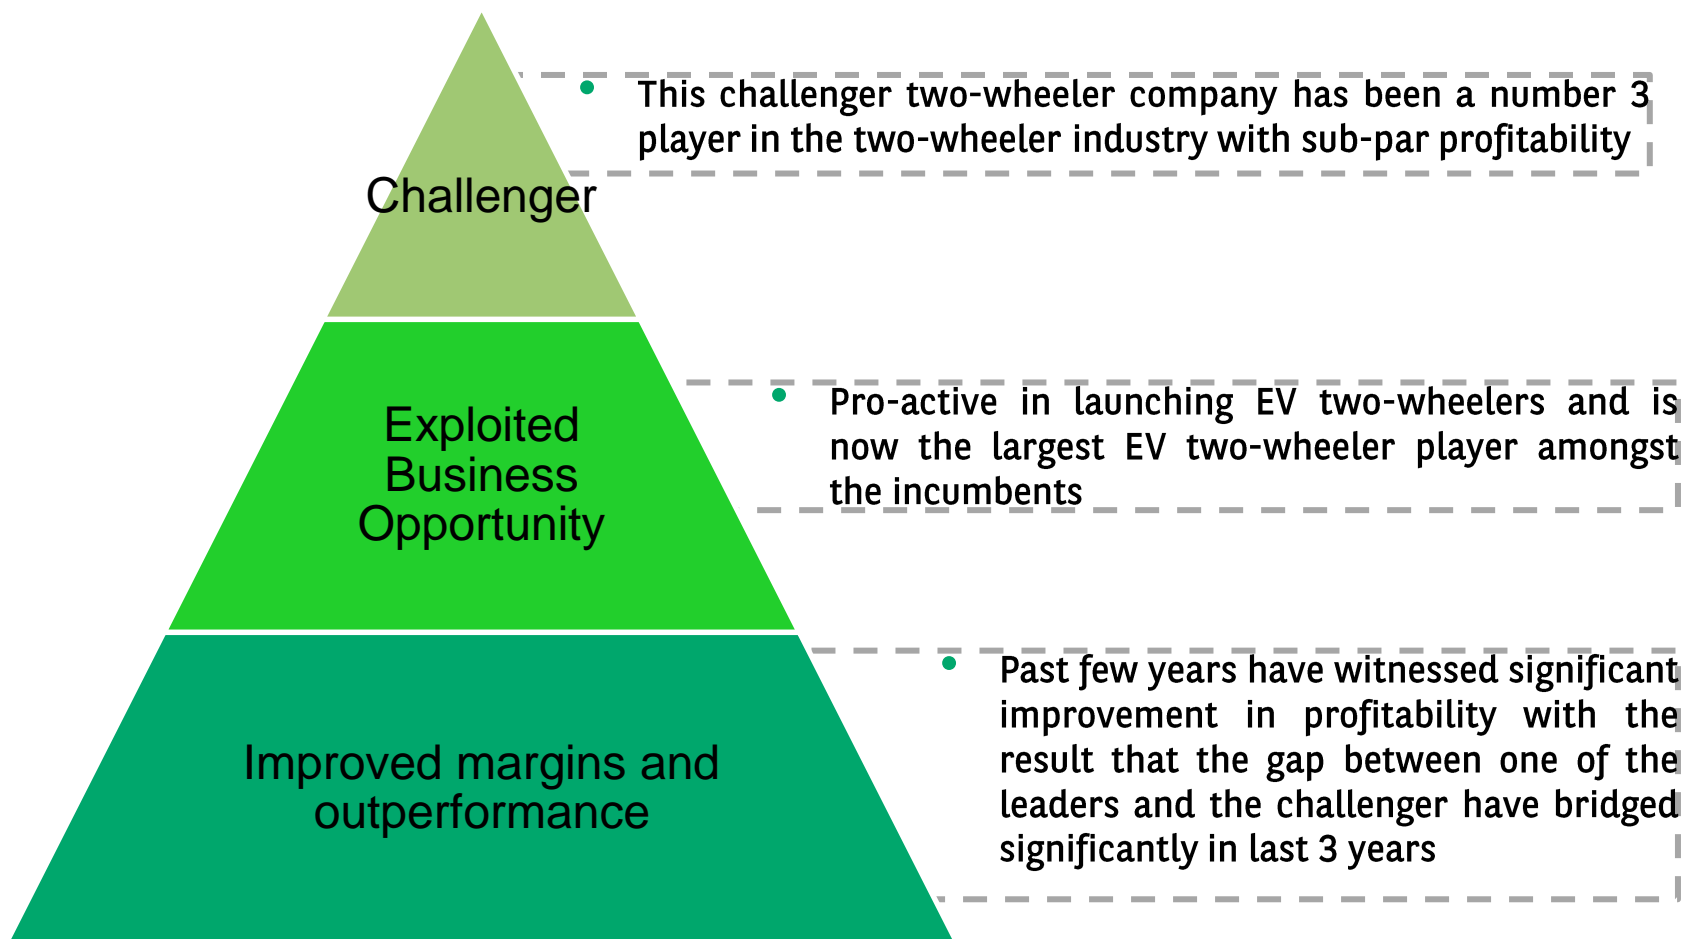 This challenger two-wheeler company has been a number 3
player in the two-wheeler industry with sub-par profitability
Challenger
Pro-active in launching EV two-wheelers and is
now the largest EV two-wheeler player amongst
the incumbents
Exploited
Business
Opportunity
Past few years have witnessed significant
improvement in profitability with the
result that the gap between one of the
leaders and the challenger have bridged
significantly in last 3 years
Improved margins and
outperformance